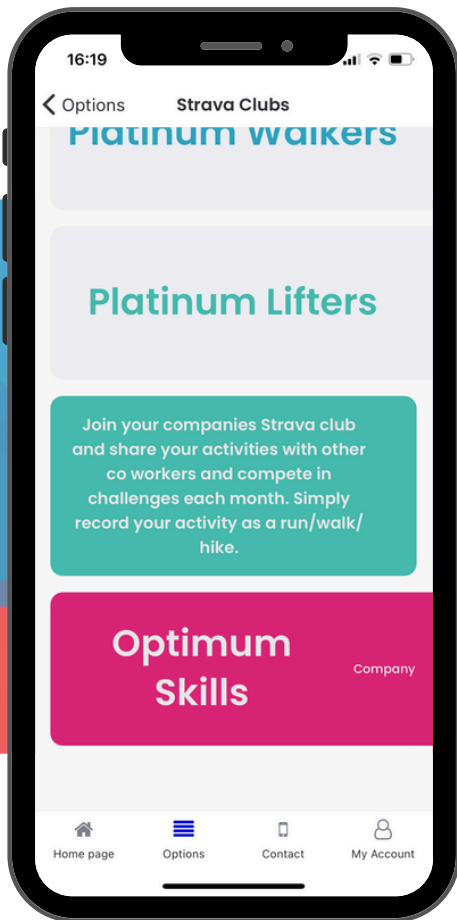 16:19
Options
Strava Clubs
Platinum Walkers
Platinum Lifters
Join your companies Strava club
and share your activities with other
co workers and compete in
challenges each month. Simply
record your activity as a run/walk/
hike.
Optimum
Skills
Company
Home page
Options
Contact
My Account